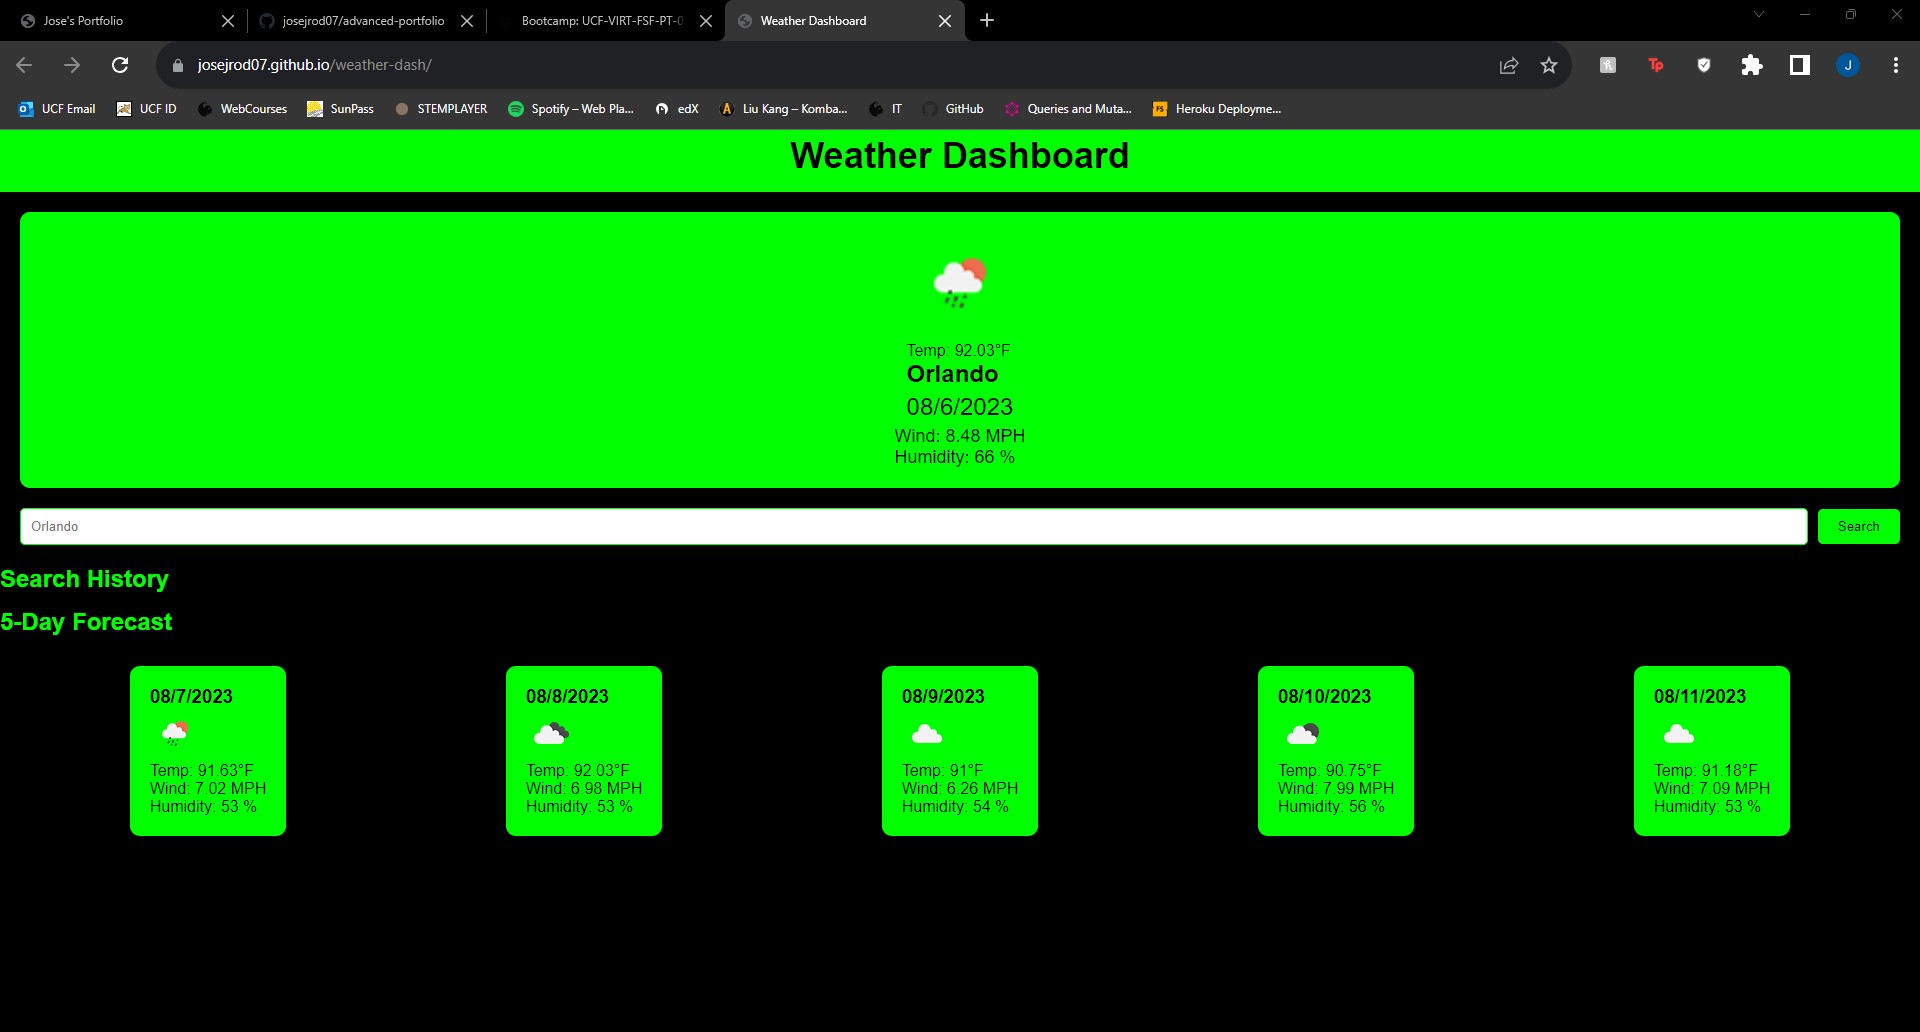 Jose's Portfolio
josejrod07/advanced-portfolio
Bootcamp: UCF-VIRT-FSF-PT-0
Weather Dashboard
josejrod07.github.io/weather-dash/
Tp
J
UCF Email
UCF ID
WebCourses
SunPass
STEMPLAYER
Spotify – Web Pla...
edX
Liu Kang – Komba...
IT
GitHub
Queries and Muta...
FS
Heroku Deployme...
Weather Dashboard
Temp: 92.03°F
Orlando
08/6/2023
Wind: 8.48 MPH
Humidity: 66 %
Orlando
Search
Search History
5-Day Forecast
08/7/2023
Temp: 91.63°F
Wind: 7.02 MPH
Humidity: 53 %
08/8/2023
Temp: 92.03°F
Wind: 6.98 MPH
Humidity: 53 %
08/9/2023
Temp: 91°F
Wind: 6.26 MPH
Humidity: 54 %
08/10/2023
Temp: 90.75°F
Wind: 7.99 MPH
Humidity: 56 %
08/11/2023
Temp: 91.18°F
Wind: 7.09 MPH
Humidity: 53 %